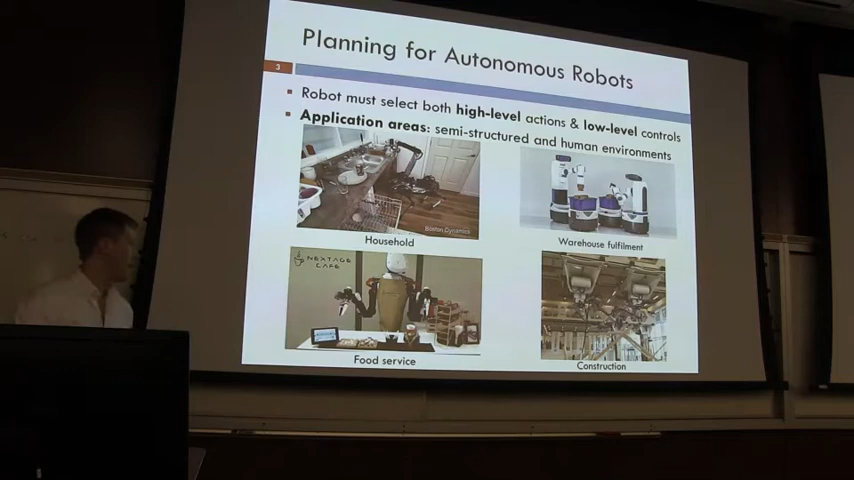 Planning for Autonomous Robots
3
Robot must select both high-level actions & low-level controls
Application areas: semi-structured and human environments
Boston Dynamics
Household
Warehouse fulfilment
NEXTAGE
CAFE
Food service
Construction